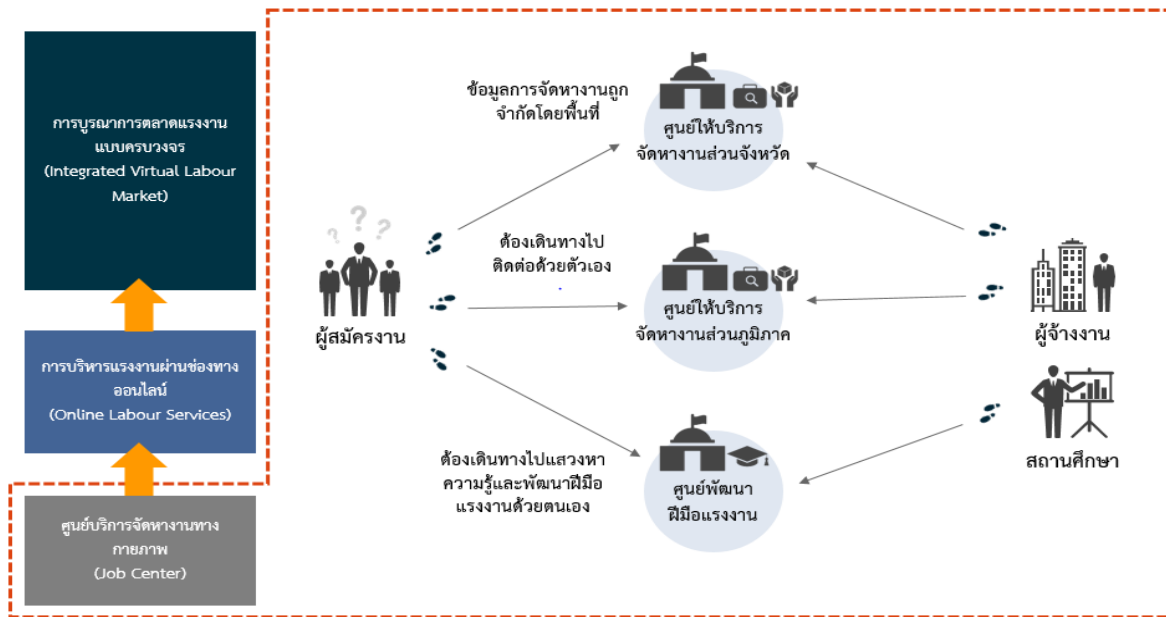 การบูรณาการตลาดแรงงาน
แบบครบวงจร
(Integrated Virtual Labour
Market)
การบริหารแรงงานผ่านช่องทาง
ออนไลน์
(Online Labour Services)
ศูนย์บริการจัดหางานทาง
กายภาพ
(Job Center)
? ? ?
ผู้สมัครงาน
ข้อมูลการจัดหางานถูก
จำกัดโดยพื้นที่
ต้องเดินทางไป
ติดต่อด้วยตัวเอง
ต้องเดินทางไปแสวงหา
ความรู้และพัฒนาฝีมือ
แรงงานด้วยตนเอง
ศูนย์ให้บริการ
จัดหางานส่วนจังหวัด
ศูนย์ให้บริการ
จัดหางานส่วนภูมิภาค
ศูนย์พัฒนา
ฝีมือแรงงาน
ผู้จ้างงาน
สถานศึกษา